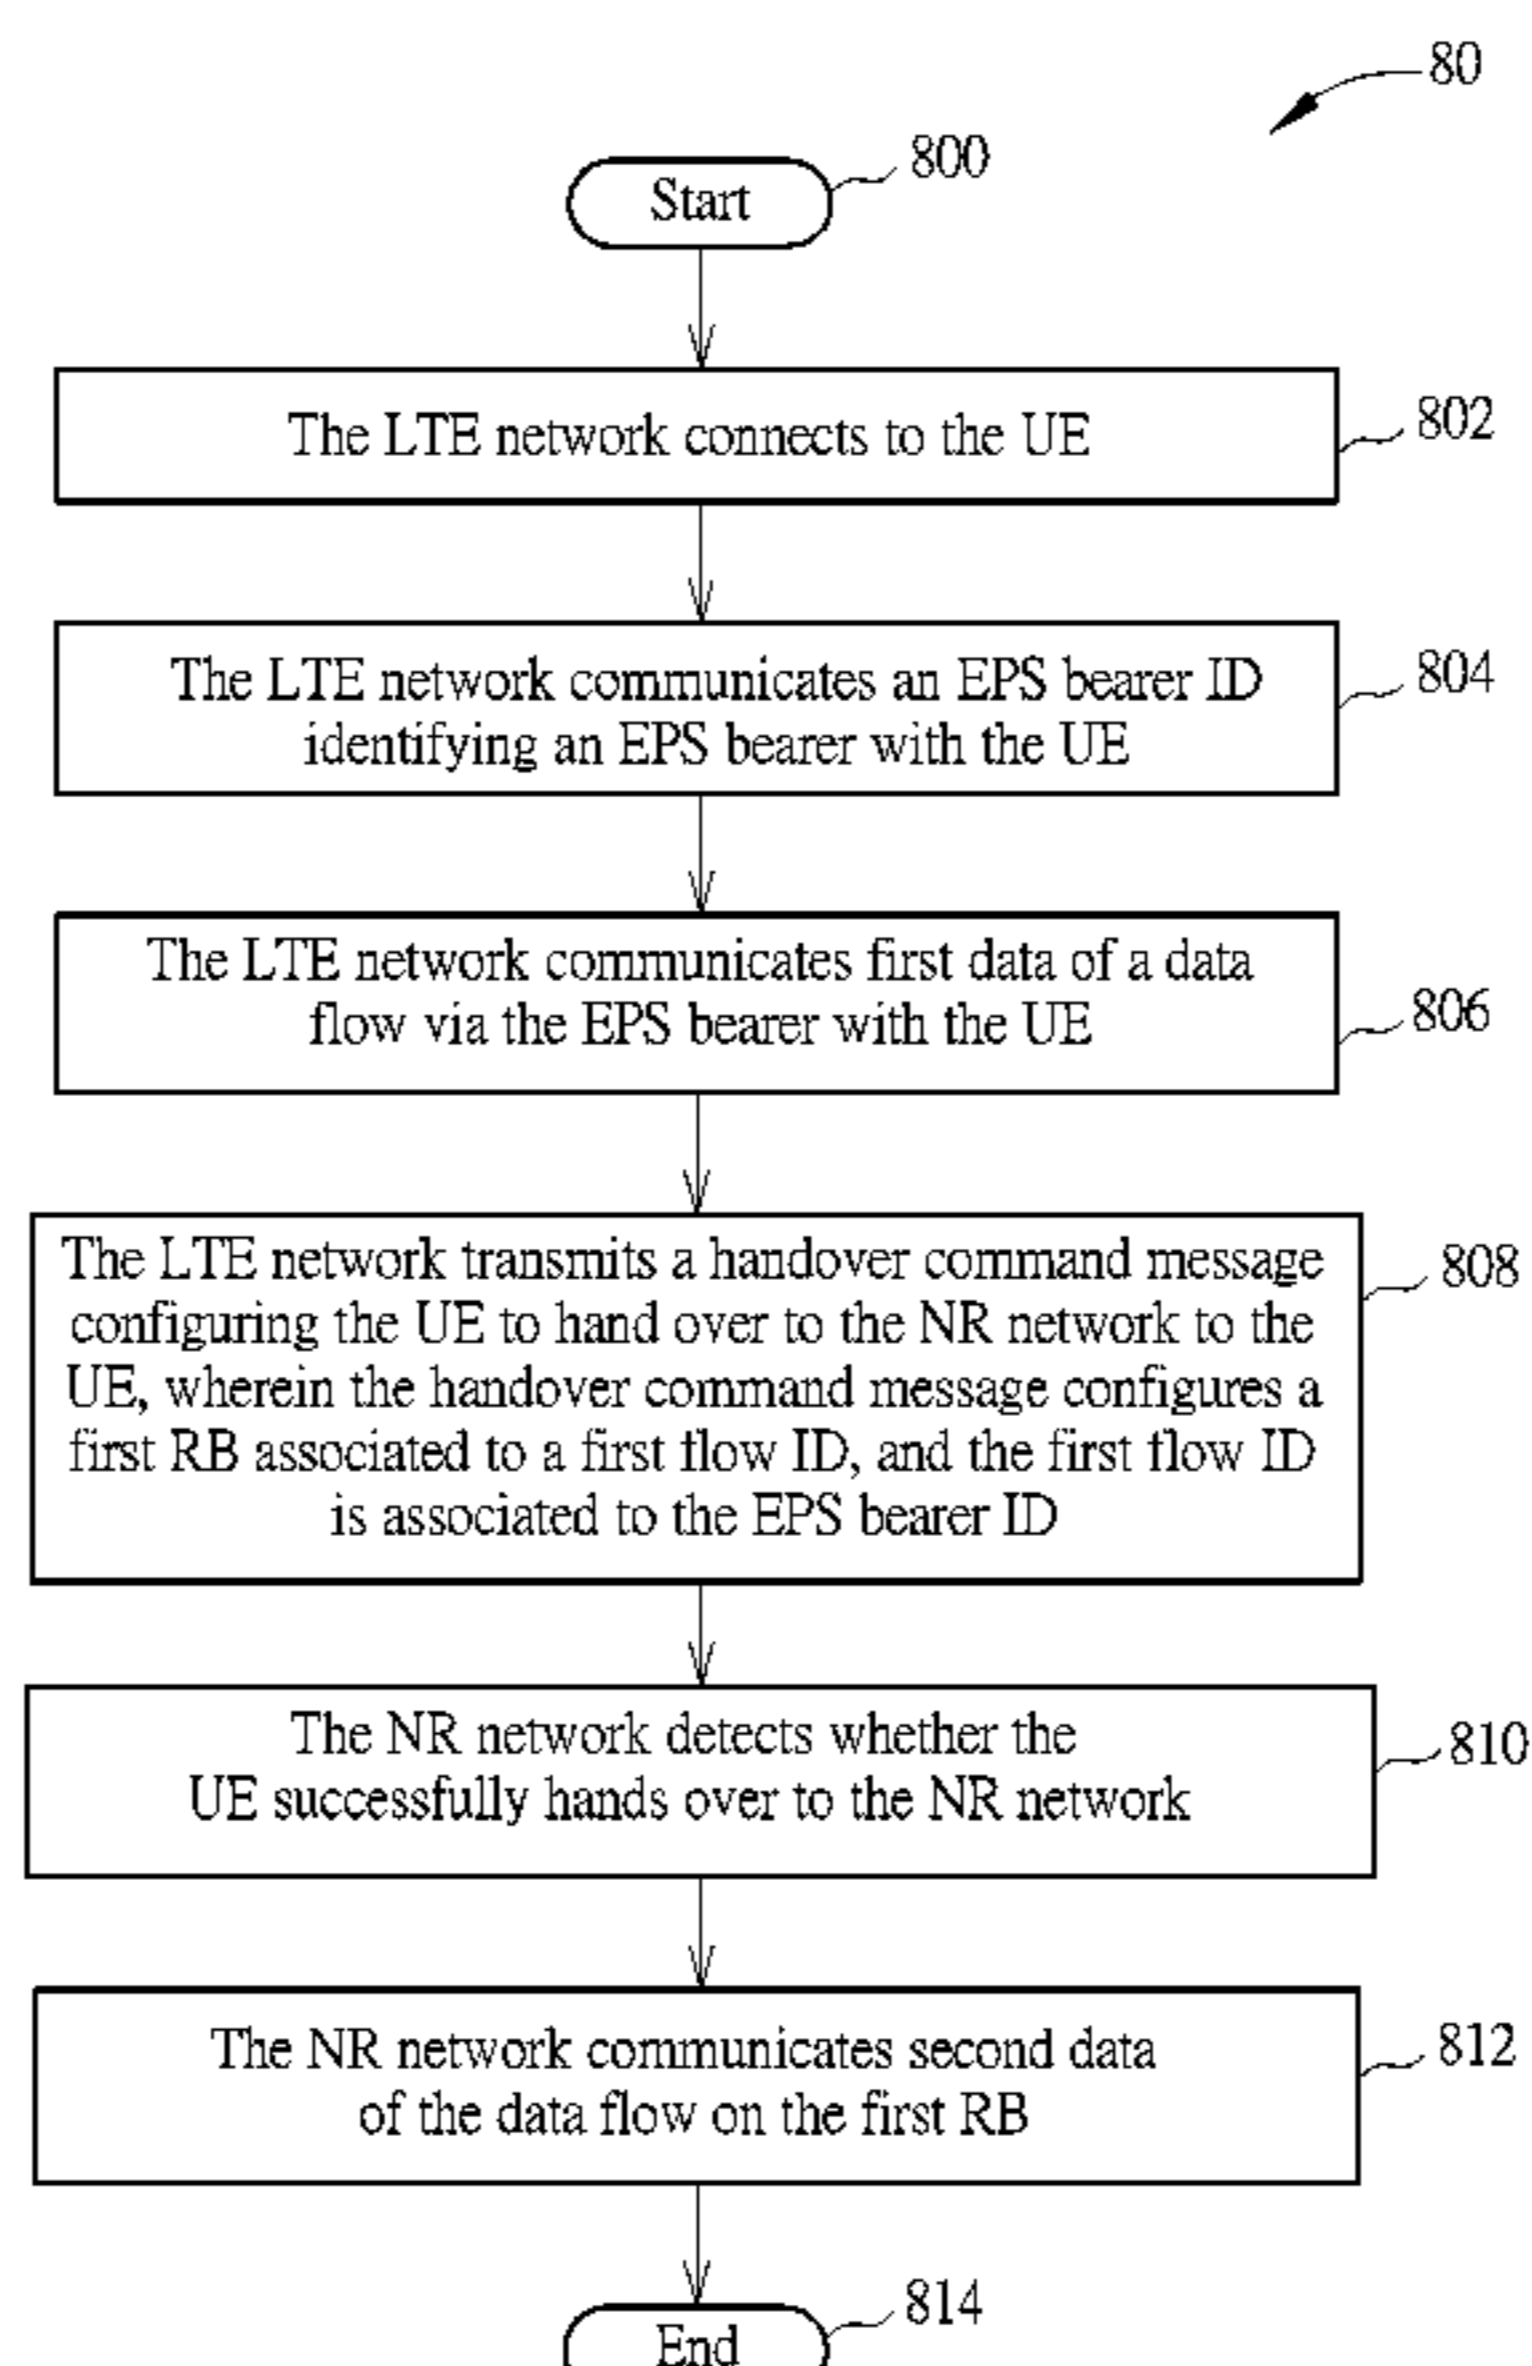 80
800
Start
The LTE network connects to the UE
802
The LTE network communicates an EPS bearer ID
identifying an EPS bearer with the UE
804
The LTE network communicates first data of a data
flow via the EPS bearer with the UE
806
The LTE network transmits a handover command message
configuring the UE to hand over to the NR network to the
UE, wherein the handover command message configures a
first RB associated to a first flow ID, and the first flow ID
is associated to the EPS bearer ID
808
The NR network detects whether the
UE successfully hands over to the NR network
810
The NR network communicates second data
of the data flow on the first RB
812
814
End